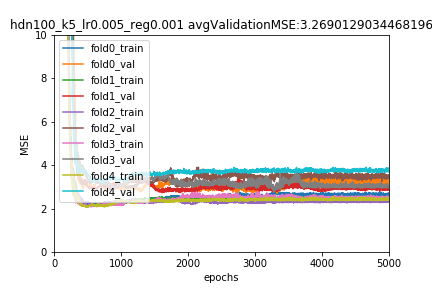 hdn100_k5_lr0.005_reg0.001 avgValidationMSE:3.2690129034468196
10
8
6
4
2
0
MSE
fold0_train
fold0_val
fold1_train
fold1_val
fold2_train
fold2_val
fold3_train
fold3_val
fold4_train
fold4_val
0 1000 2000 3000 4000 5000
epochs